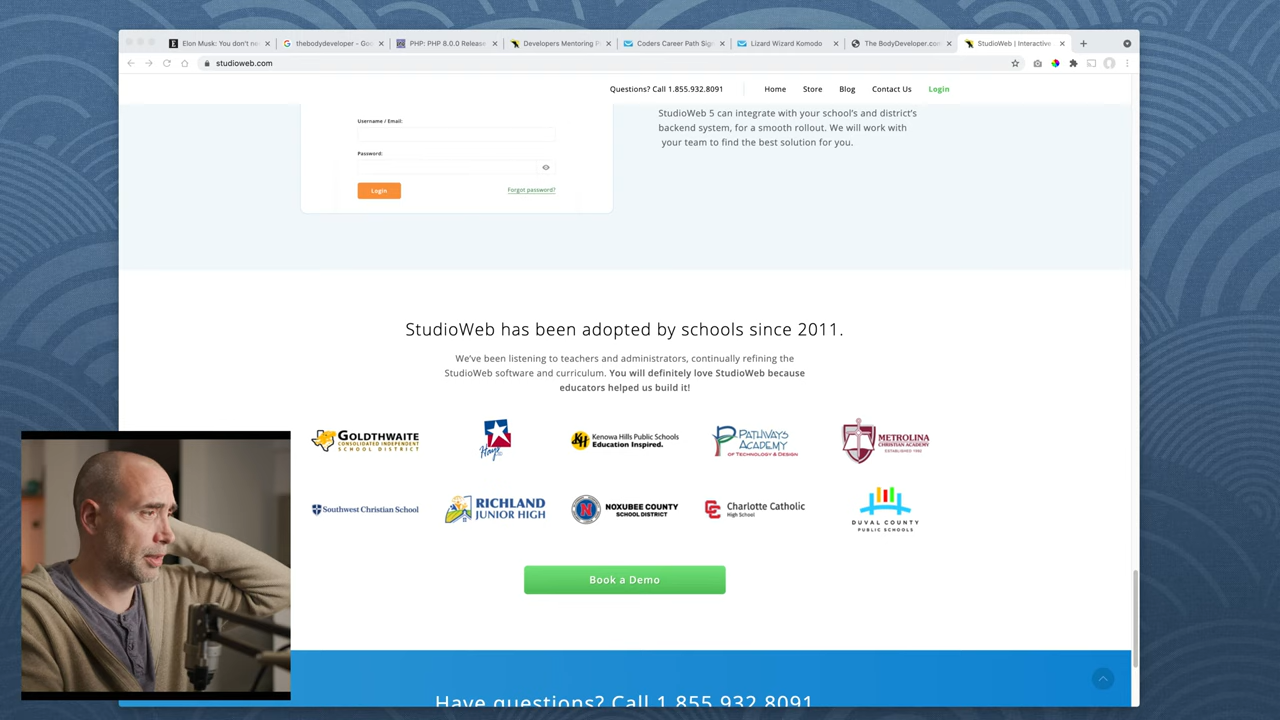 Elon Musk: You don't ne
thebodydeveloper - Goo
PHP: PHP 8.0.0 Release
Developers Mentoring P
Coders Career Path Sig
Lizard Wizard Komodo
The BodyDeveloper.com
StudioWeb | Interactive
studioweb.com
Questions? Call 1.855.932.8091
Home
Store
Blog
Contact Us
Login
Username / Email:
Password:
Login
Forgot password?
StudioWeb 5 can integrate with your school's and district's
backend system, for a smooth rollout. We will work with
your team to find the best solution for you.
StudioWeb has been adopted by schools since 2011.
We've been listening to teachers and administrators, continually refining the
StudioWeb software and curriculum. You will definitely love StudioWeb because
educators helped us build it!
GOLDTHWAITE
CONSOLIDATED INDEPENDENT
SCHOOL DISTRICT
Hays
KH
Kenowa Hills Public Schools
Education Inspired.
PATHWAYS
ACADEMY
OF TECHNOLOGY & DESIGN
METROLINA
CHRISTIAN ACADEMY
Southwest Christian School
RICHLAND
JUNIOR HIGH
N
NOXUBEE COUNTY
SCHOOL DISTRICT
Charlotte Catholic
High School
DUVAL COUNTY
PUBLIC SCHOOLS
Book a Demo
Have questions? Call 1.855.932.8091